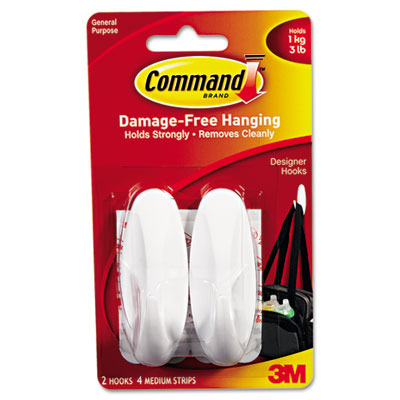 General
Purpose
Holds
1 kg
3 lb
Command™
BRAND
Damage-Free Hanging
Holds Strongly • Removes Cleanly
Designer
Hooks
2 HOOKS 4 MEDIUM STRIPS
3M